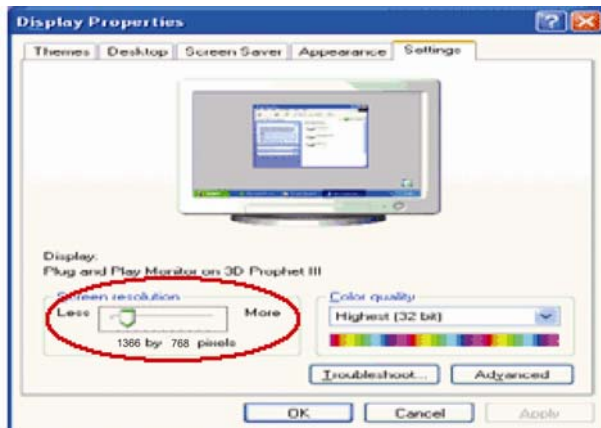 Display Properties
Themes Desktop Screen Saver Appearance Settings
Display:
Plug and Play Monitor on 3D Prophet III
Screen resolution
Less More
1366 by 768 pixels
Color quality
Highest (32 bit)
Troubleshoot... Advanced
OK Cancel Apply